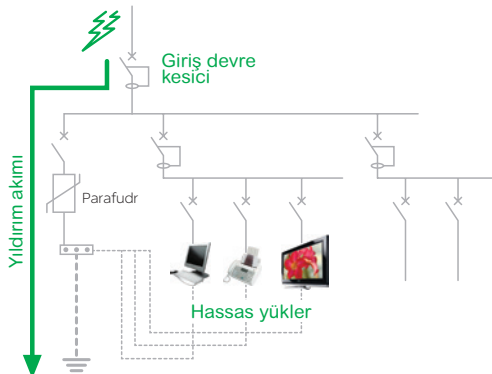 Giriş devre
kesici
Yıldırım akımı
Parafudr
Hassas yükler